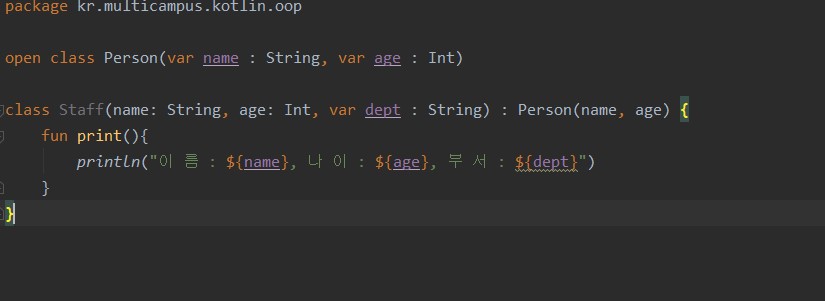 package kr.multicampus.kotlin.oop
open class Person(var name : String, var age : Int)
class Staff(name: String, age: Int, var dept : String) : Person(name, age) {
fun print(){
println("이 름 : ${name}, 나 이 : ${age}, 부 서 : ${dept}")
}
}